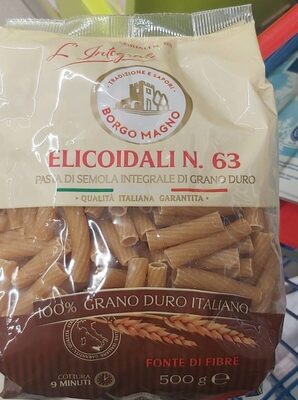 L'Integrale
TRADIZIONE E SAPORI
BORGO MAGNO
ELICOIDALI N. 63
PASTA DI SEMOLA INTEGRALE DI GRANO DURO
• QUALITÀ ITALIANA GARANTITA •
100% GRANO DURO ITALIANO
FONTE DI FIBRE
COTTURA
9 MINUTI
500 g e